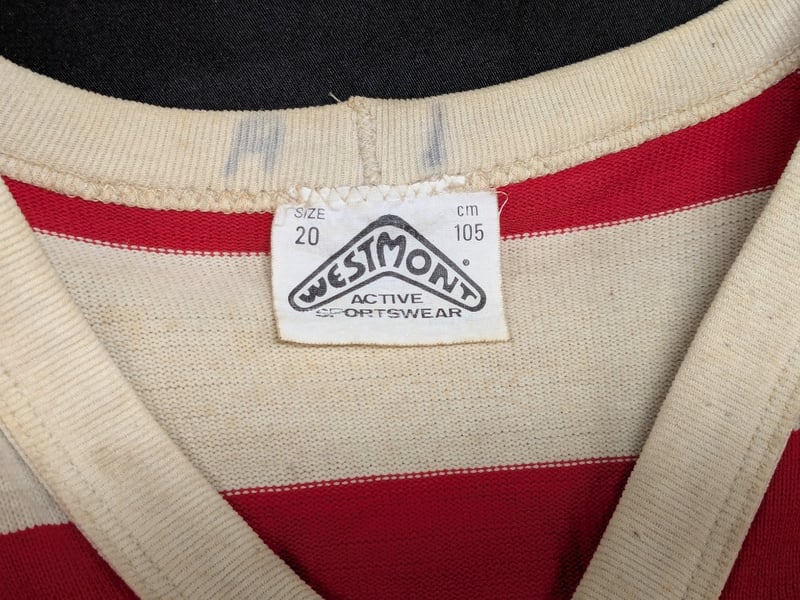 SIZE
20
cm
105
WESTMONT®
ACTIVE
SPORTSWEAR